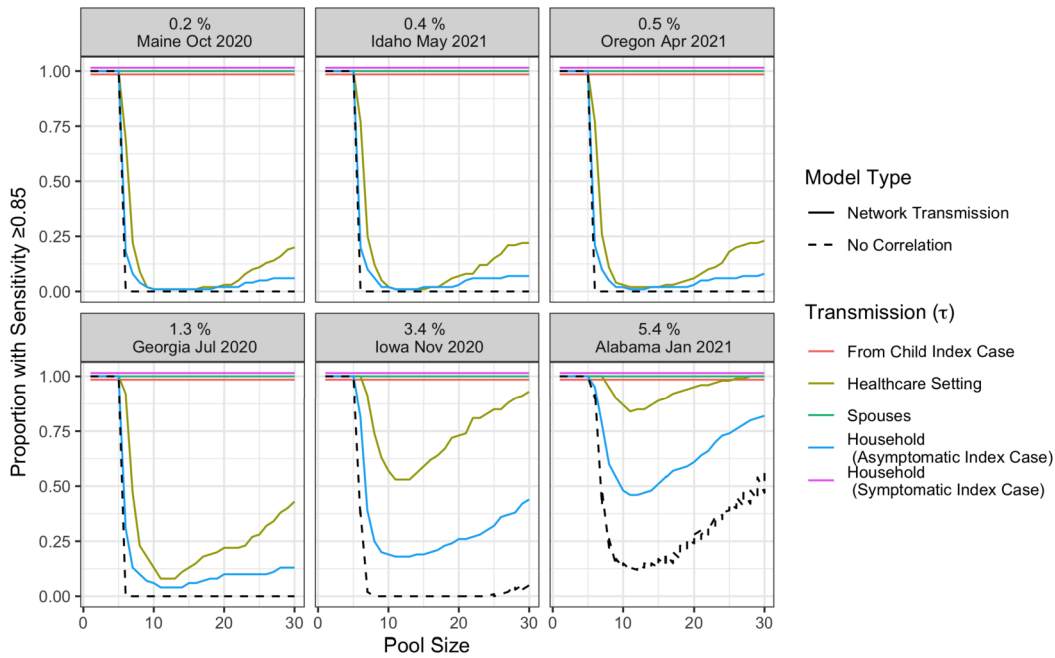 0.2 %
Maine Oct 2020
0.4 %
Idaho May 2021
0.5 %
Oregon Apr 2021
1.00
0.75
0.50
0.25
0.00
1.3 %
Georgia Jul 2020
3.4 %
Iowa Nov 2020
5.4 %
Alabama Jan 2021
1.00
0.75
0.50
0.25
0.00
0
10
20
30
0
10
20
30
0
10
20
30
Pool Size
Proportion with Sensitivity ≥0.85
Model Type
Network Transmission
No Correlation
Transmission (τ)
From Child Index Case
Healthcare Setting
Spouses
Household
(Asymptomatic Index Case)
Household
(Symptomatic Index Case)